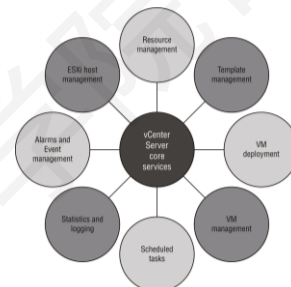 Resource
management
ESXi host
management
Template
management
Alarms and
Event
management
vCenter
Server
core
services
VM
deployment
Statistics and
logging
VM
management
Scheduled
tasks